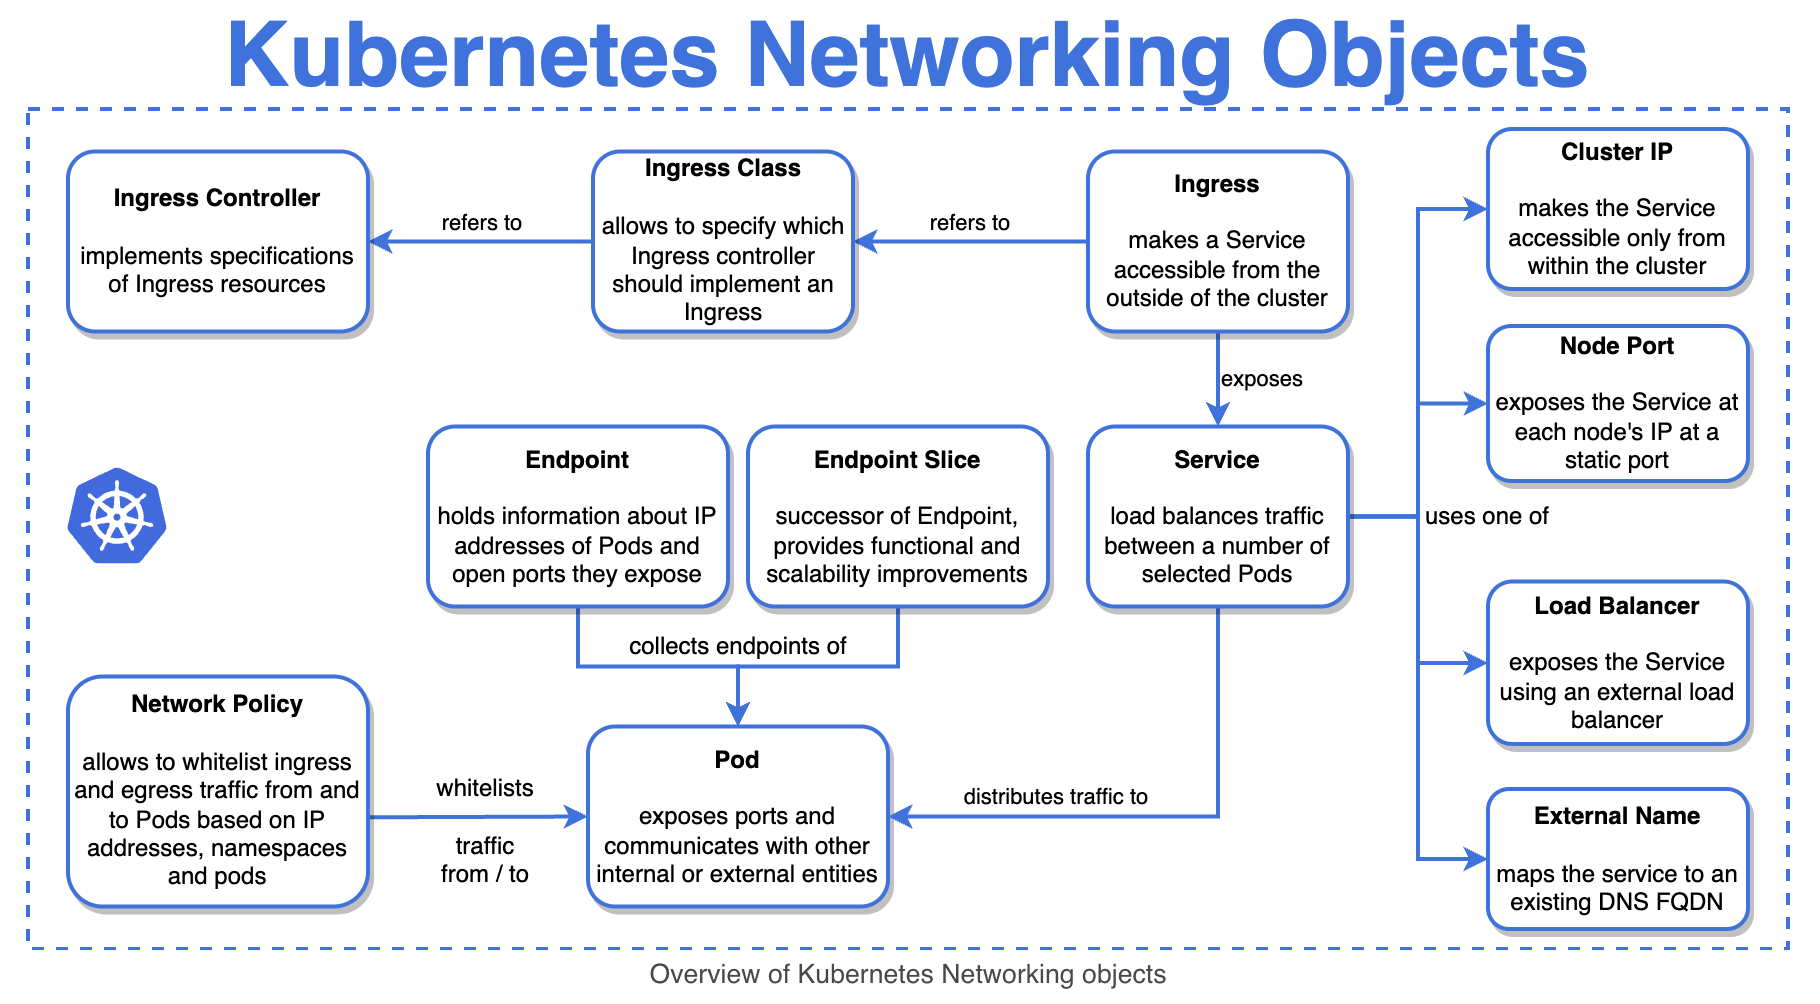 Kubernetes Networking Objects
Ingress Controller
implements specifications
of Ingress resources
refers to
Ingress Class
allows to specify which
Ingress controller
should implement an
Ingress
refers to
Ingress
makes a Service
accessible from the
outside of the cluster
exposes
Cluster IP
makes the Service
accessible only from
within the cluster
Node Port
exposes the Service at
each node's IP at a
static port
Endpoint
holds information about IP
addresses of Pods and
open ports they expose
Endpoint Slice
successor of Endpoint,
provides functional and
scalability improvements
collects endpoints of
Service
load balances traffic
between a number of
selected Pods
uses one of
Load Balancer
exposes the Service
using an external load
balancer
Network Policy
allows to whitelist ingress
and egress traffic from and
to Pods based on IP
addresses, namespaces
and pods
whitelists
traffic
from / to
Pod
exposes ports and
communicates with other
internal or external entities
distributes traffic to
External Name
maps the service to an
existing DNS FQDN
Overview of Kubernetes Networking objects